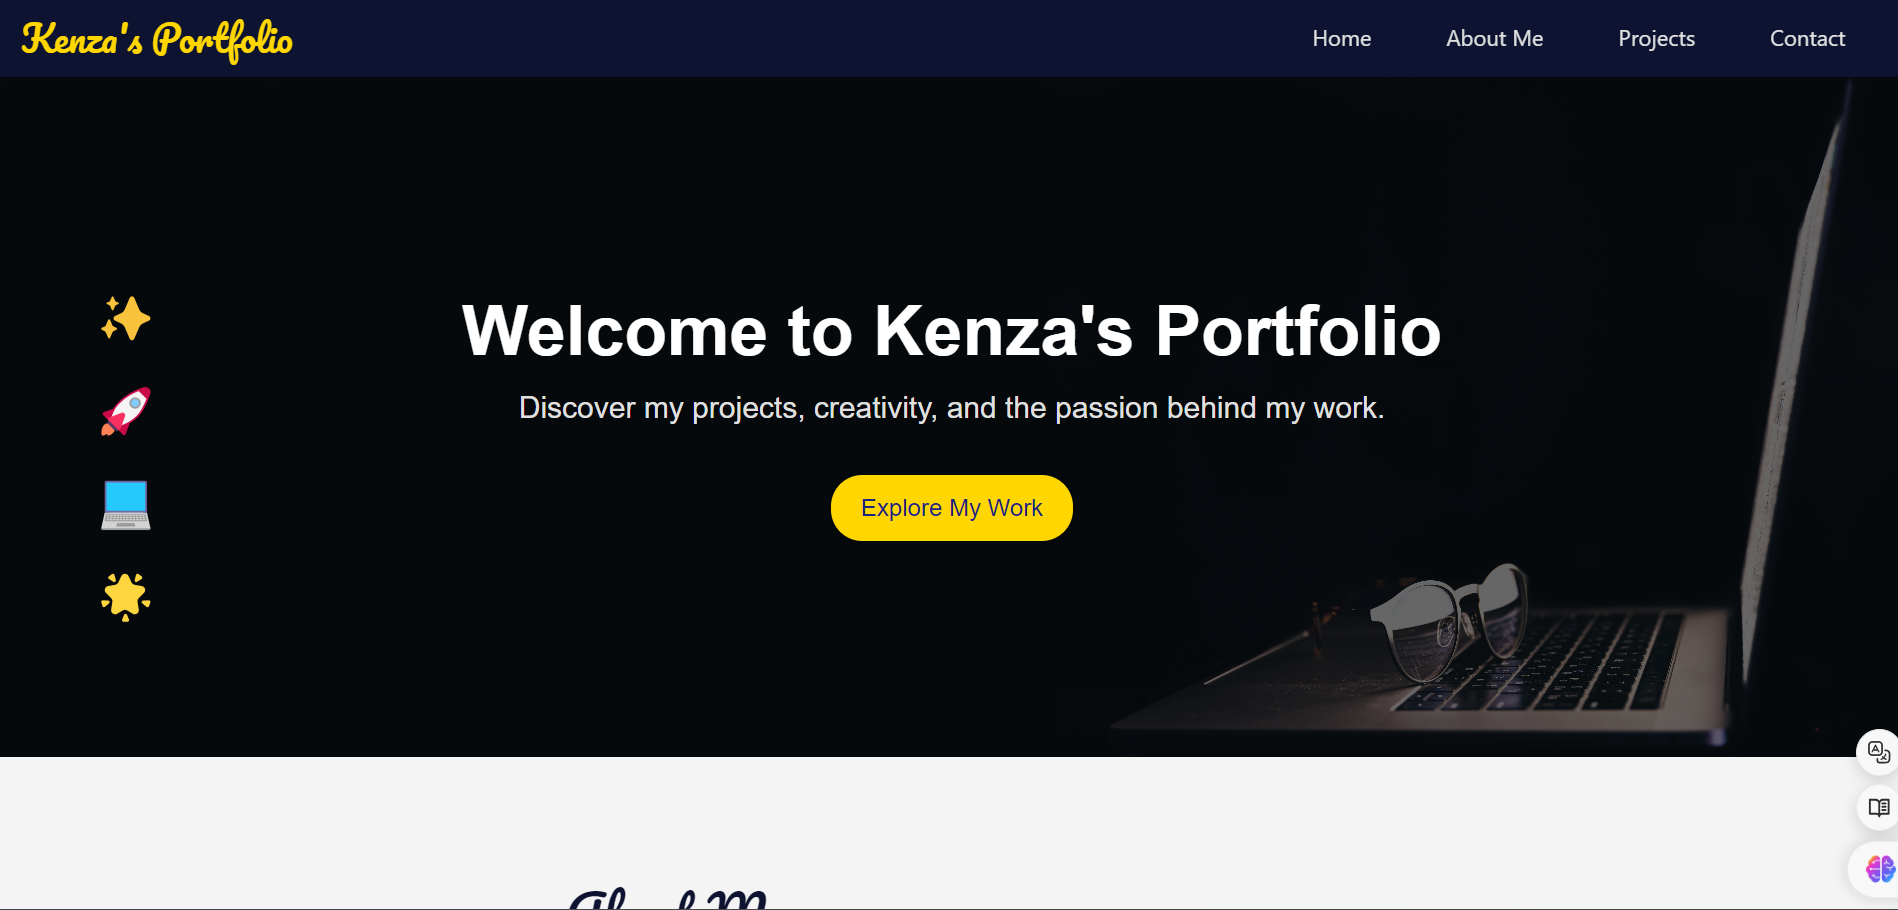 Kenza's Portfolio
Home
About Me
Projects
Contact
Welcome to Kenza's Portfolio
Discover my projects, creativity, and the passion behind my work.
Explore My Work